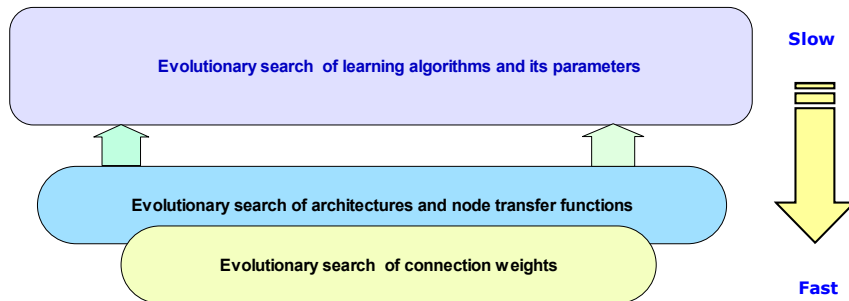 Slow
Evolutionary search of learning algorithms and its parameters
Evolutionary search of architectures and node transfer functions
Evolutionary search of connection weights
Fast